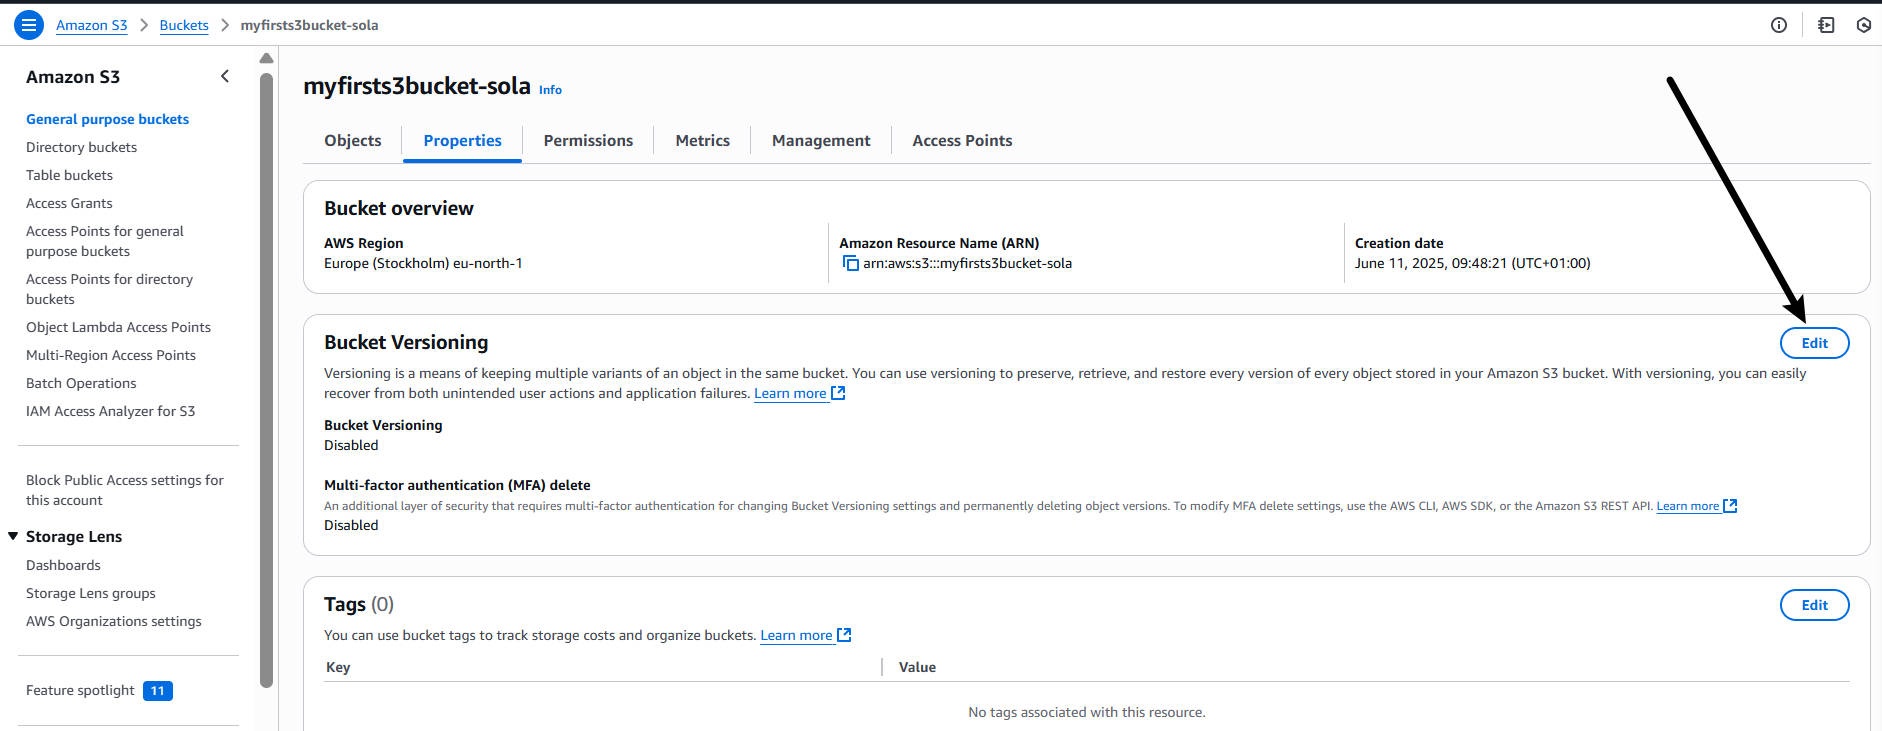 Amazon S3 > Buckets > myfirsts3bucket-sola
Amazon S3
General purpose buckets
Directory buckets
Table buckets
Access Grants
Access Points for general
purpose buckets
Access Points for directory
buckets
Object Lambda Access Points
Multi-Region Access Points
Batch Operations
IAM Access Analyzer for S3
Block Public Access settings for
this account
Storage Lens
Dashboards
Storage Lens groups
AWS Organizations settings
Feature spotlight 11
myfirsts3bucket-sola Info
Objects Properties Permissions Metrics Management Access Points
Bucket overview
AWS Region
Europe (Stockholm) eu-north-1
Amazon Resource Name (ARN)
arn:aws:s3:::myfirsts3bucket-sola
Creation date
June 11, 2025, 09:48:21 (UTC+01:00)
Bucket Versioning
Edit
Versioning is a means of keeping multiple variants of an object in the same bucket. You can use versioning to preserve, retrieve, and restore every version of every object stored in your Amazon S3 bucket. With versioning, you can easily
recover from both unintended user actions and application failures. Learn more
Bucket Versioning
Disabled
Multi-factor authentication (MFA) delete
An additional layer of security that requires multi-factor authentication for changing Bucket Versioning settings and permanently deleting object versions. To modify MFA delete settings, use the AWS CLI, AWS SDK, or the Amazon S3 REST API. Learn more
Disabled
Tags (0)
Edit
You can use bucket tags to track storage costs and organize buckets. Learn more
Key Value
No tags associated with this resource.